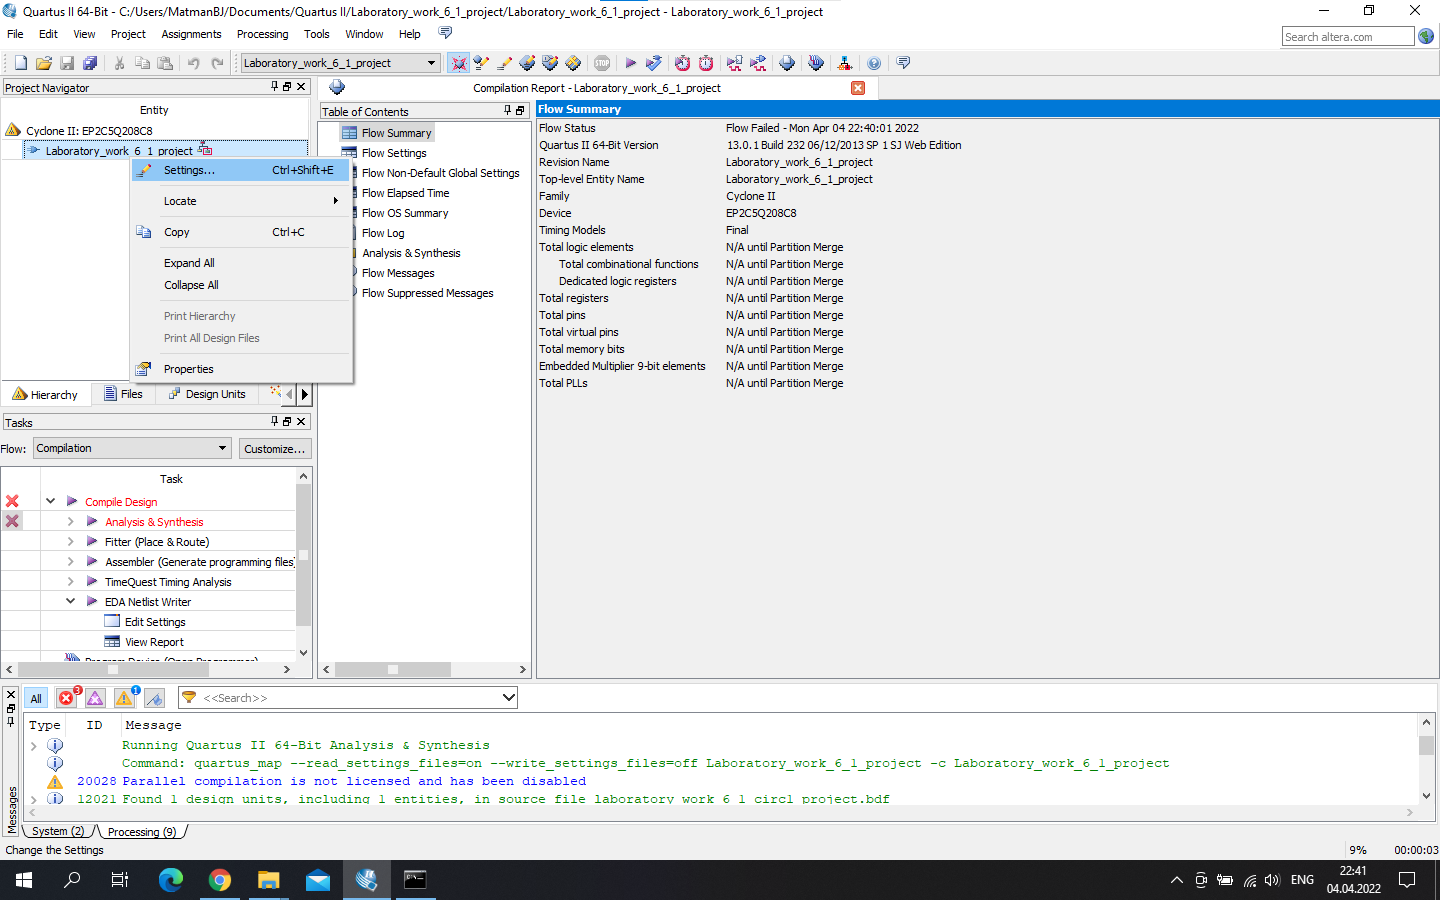 Quartus II 64-Bit - C:/Users/MatmanBJ/Documents/Quartus II/Laboratory_work_6_1_project/Laboratory_work_6_1_project - Laboratory_work_6_1_project
File Edit View Project Assignments Processing Tools Window Help
Search altera.com
Laboratory_work_6_1_project
Project Navigator
Entity
Cyclone II: EP2C5Q208C8
Laboratory_work_6_1_project
Settings... Ctrl+Shift+E
Locate
Copy Ctrl+C
Expand All
Collapse All
Print Hierarchy
Print All Design Files
Properties
Hierarchy Files Design Units
Tasks
Flow: Compilation Customize...
Task
Compile Design
Analysis & Synthesis
Fitter (Place & Route)
Assembler (Generate programming files)
TimeQuest Timing Analysis
EDA Netlist Writer
Edit Settings
View Report
Program Device (Open Programmer)
Compilation Report - Laboratory_work_6_1_project
Table of Contents
Flow Summary
Flow Settings
Flow Non-Default Global Settings
Flow Elapsed Time
Flow OS Summary
Flow Log
Analysis & Synthesis
Flow Messages
Flow Suppressed Messages
Flow Summary
Flow Status Flow Failed - Mon Apr 04 22:40:01 2022
Quartus II 64-Bit Version 13.0.1 Build 232 06/12/2013 SP 1 SJ Web Edition
Revision Name Laboratory_work_6_1_project
Top-level Entity Name Laboratory_work_6_1_project
Family Cyclone II
Device EP2C5Q208C8
Timing Models Final
Total logic elements N/A until Partition Merge
Total combinational functions N/A until Partition Merge
Dedicated logic registers N/A until Partition Merge
Total registers N/A until Partition Merge
Total pins N/A until Partition Merge
Total virtual pins N/A until Partition Merge
Total memory bits N/A until Partition Merge
Embedded Multiplier 9-bit elements N/A until Partition Merge
Total PLLs N/A until Partition Merge
All 3 1 <<Search>>
Type ID Message
Running Quartus II 64-Bit Analysis & Synthesis
Command: quartus_map --read_settings_files=on --write_settings_files=off Laboratory_work_6_1_project -c Laboratory_work_6_1_project
20028 Parallel compilation is not licensed and has been disabled
12021 Found 1 design units, including 1 entities, in source file laboratory_work_6_1_circl_project.bdf
Messages
System (2) Processing (9)
Change the Settings 9% 00:00:03
ENG 22:41
04.04.2022